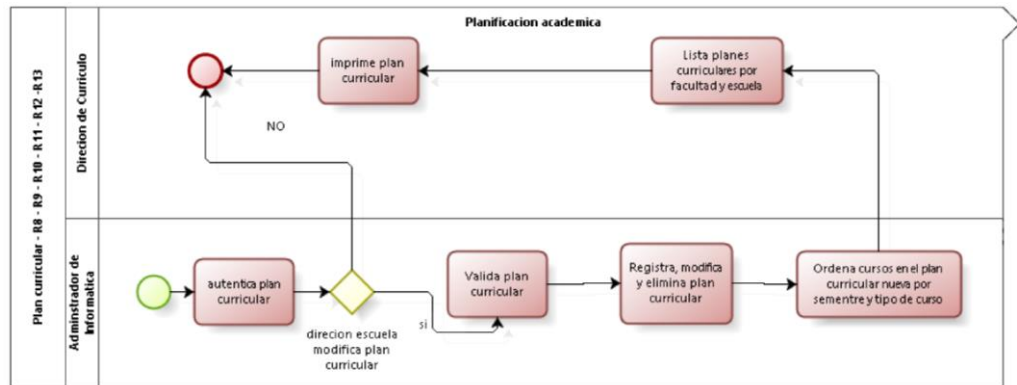 Planificacion academica
Plan curricular - R8 - R9 - R10 - R11 - R12 -R13
Direcion de Currículo
imprime plan
curricular
Lista planes
curriculares por
facultad y escuela
NO
Adminstrador de
Informatica
autentica plan
curricular
direcion escuela
modifica plan
curricular
si
Valida plan
curricular
Registra, modifica
y elimina plan
curricular
Ordena cursos en el plan
curricular nueva por
sementre y tipo de curso